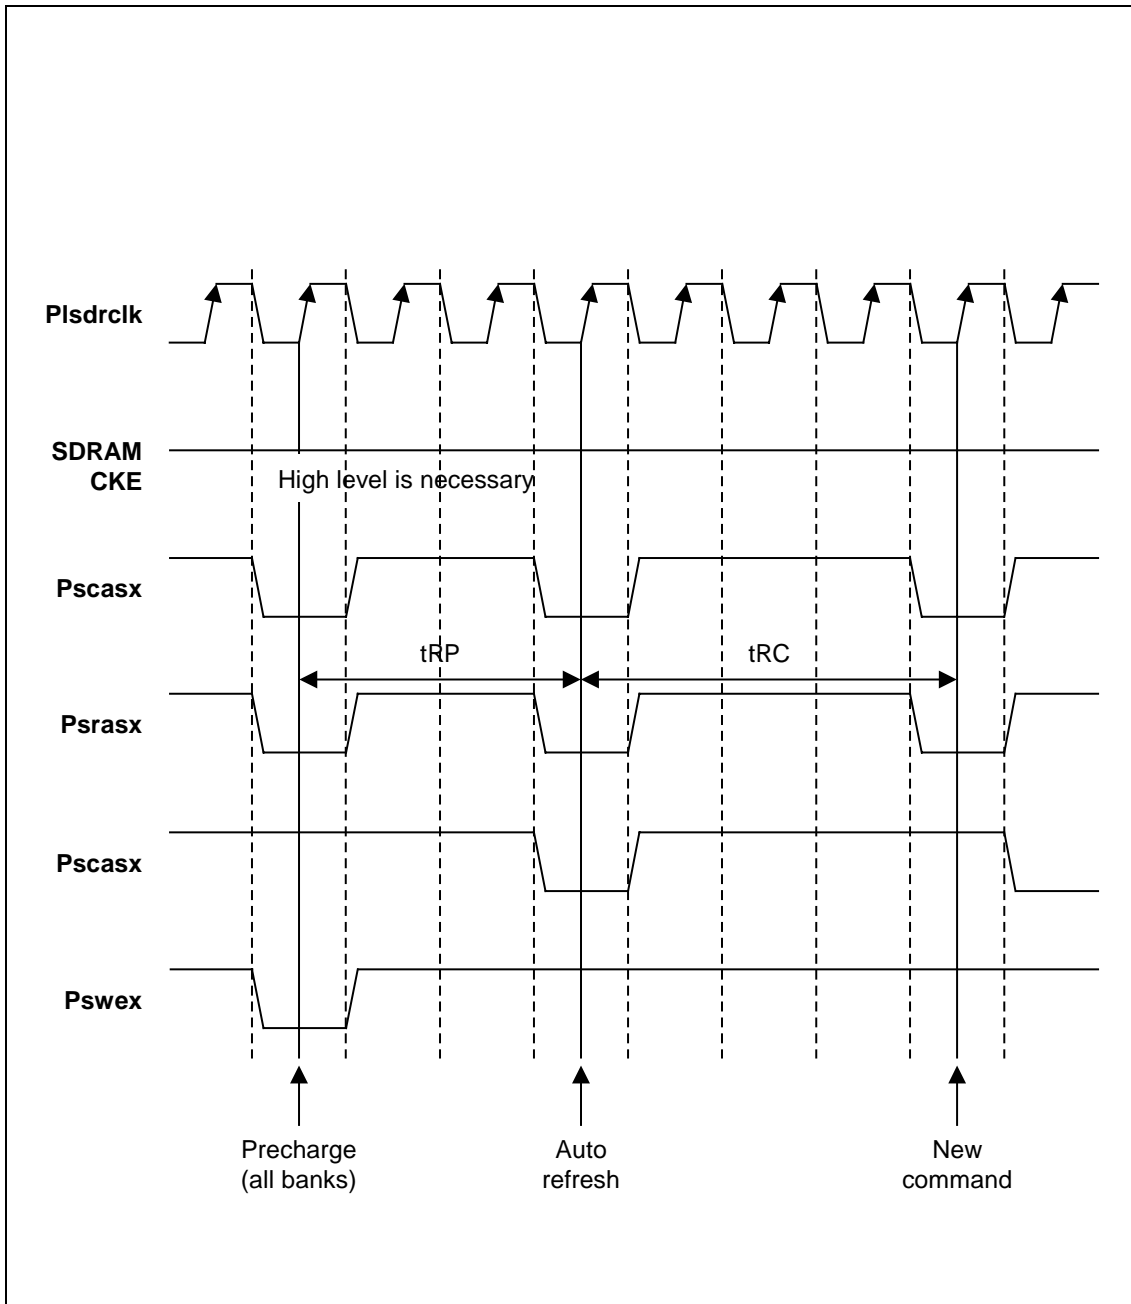 Plsdrclk
SDRAM
CKE
High level is necessary
Pscasx
tRP
tRC
Psrasx
Pscasx
Pswex
Precharge
(all banks)
Auto
refresh
New
command